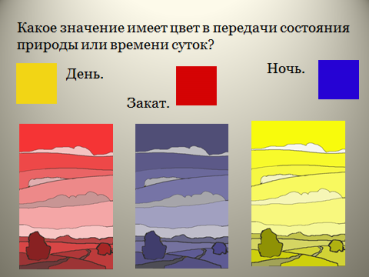 Какое значение имеет цвет в передачи состояния
природы или времени суток?
День.
Ночь.
Закат.